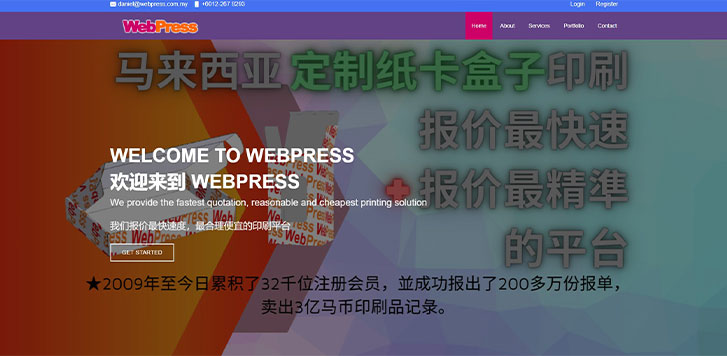 daniel@webpress.com.my +6012-267 9293
Login Register
WebPress
Home About Services Portfolio Contact
马来西亚 定制纸卡盒子印刷
报价最快速
+ 报价最精準
的平台
WELCOME TO WEBPRESS
欢迎来到 WEBPRESS
We provide the fastest quotation, reasonable and cheapest printing solution
我们报价最快速度，最合理便宜的印刷平台
GET STARTED
★2009年至今日累积了32千位注册会员，並成功报出了200多万份报单，
卖出3亿马币印刷品记录。